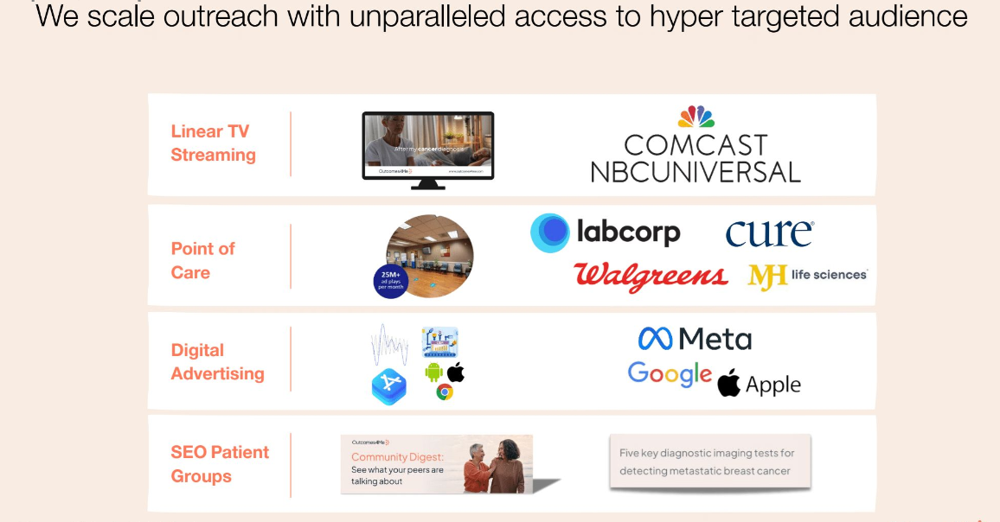 We scale outreach with unparalleled access to hyper targeted audience
Linear TV
Streaming
After my cancer diagnosis
Outcomes4Me
www.outcomes4me.com
COMCAST
NBCUNIVERSAL
Point of
Care
25M+
ad plays
per month
labcorp
cure®
Walgreens
MJH life sciences®
Digital
Advertising
Meta
Google
Apple
SEO Patient
Groups
Outcomes4Me
Community Digest:
See what your peers are
talking about
Five key diagnostic imaging tests for
detecting metastatic breast cancer